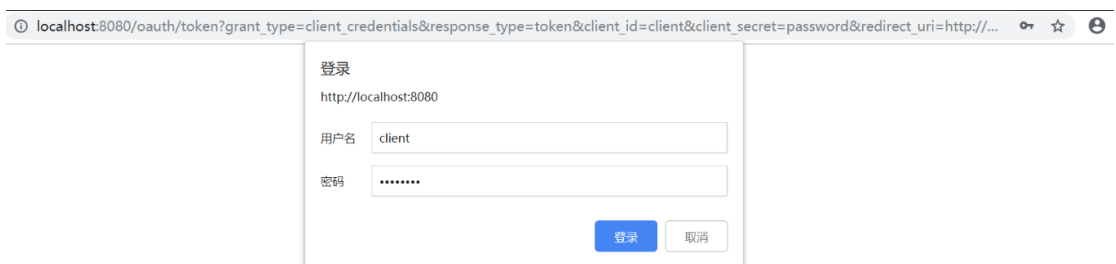 localhost:8080/oauth/token?grant_type=client_credentials&response_type=token&client_id=client&client_secret=password&redirect_uri=http://...
登录
http://localhost:8080
用户名 client
密码 ••••••••
登录 取消